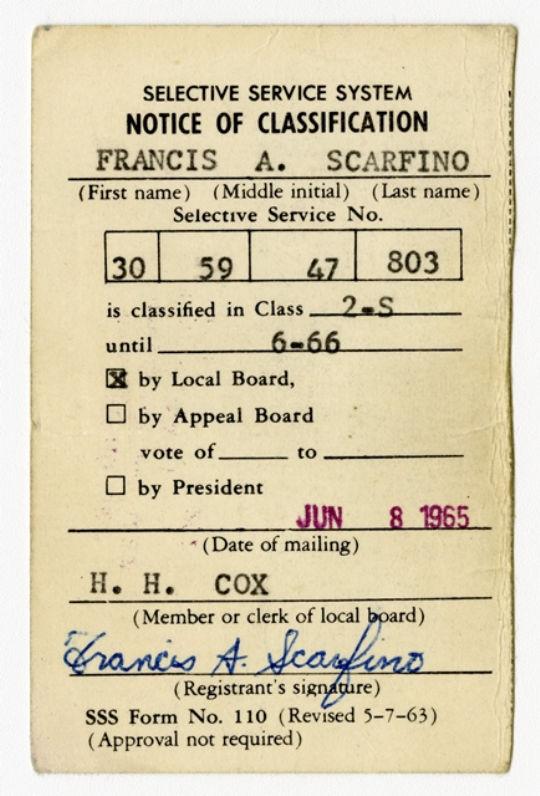 SELECTIVE SERVICE SYSTEM
NOTICE OF CLASSIFICATION
FRANCIS A. SCARFINO
(First name) (Middle initial) (Last name)
Selective Service No.
30 59 47 803
is classified in Class 2-S
until 6-66
☒ by Local Board,
☐ by Appeal Board
vote of ______ to ______
☐ by President
JUN 8 1965
(Date of mailing)
H. H. COX
(Member or clerk of local board)
Francis A. Scarfino
(Registrant's signature)
SSS Form No. 110 (Revised 5-7-63)
(Approval not required)